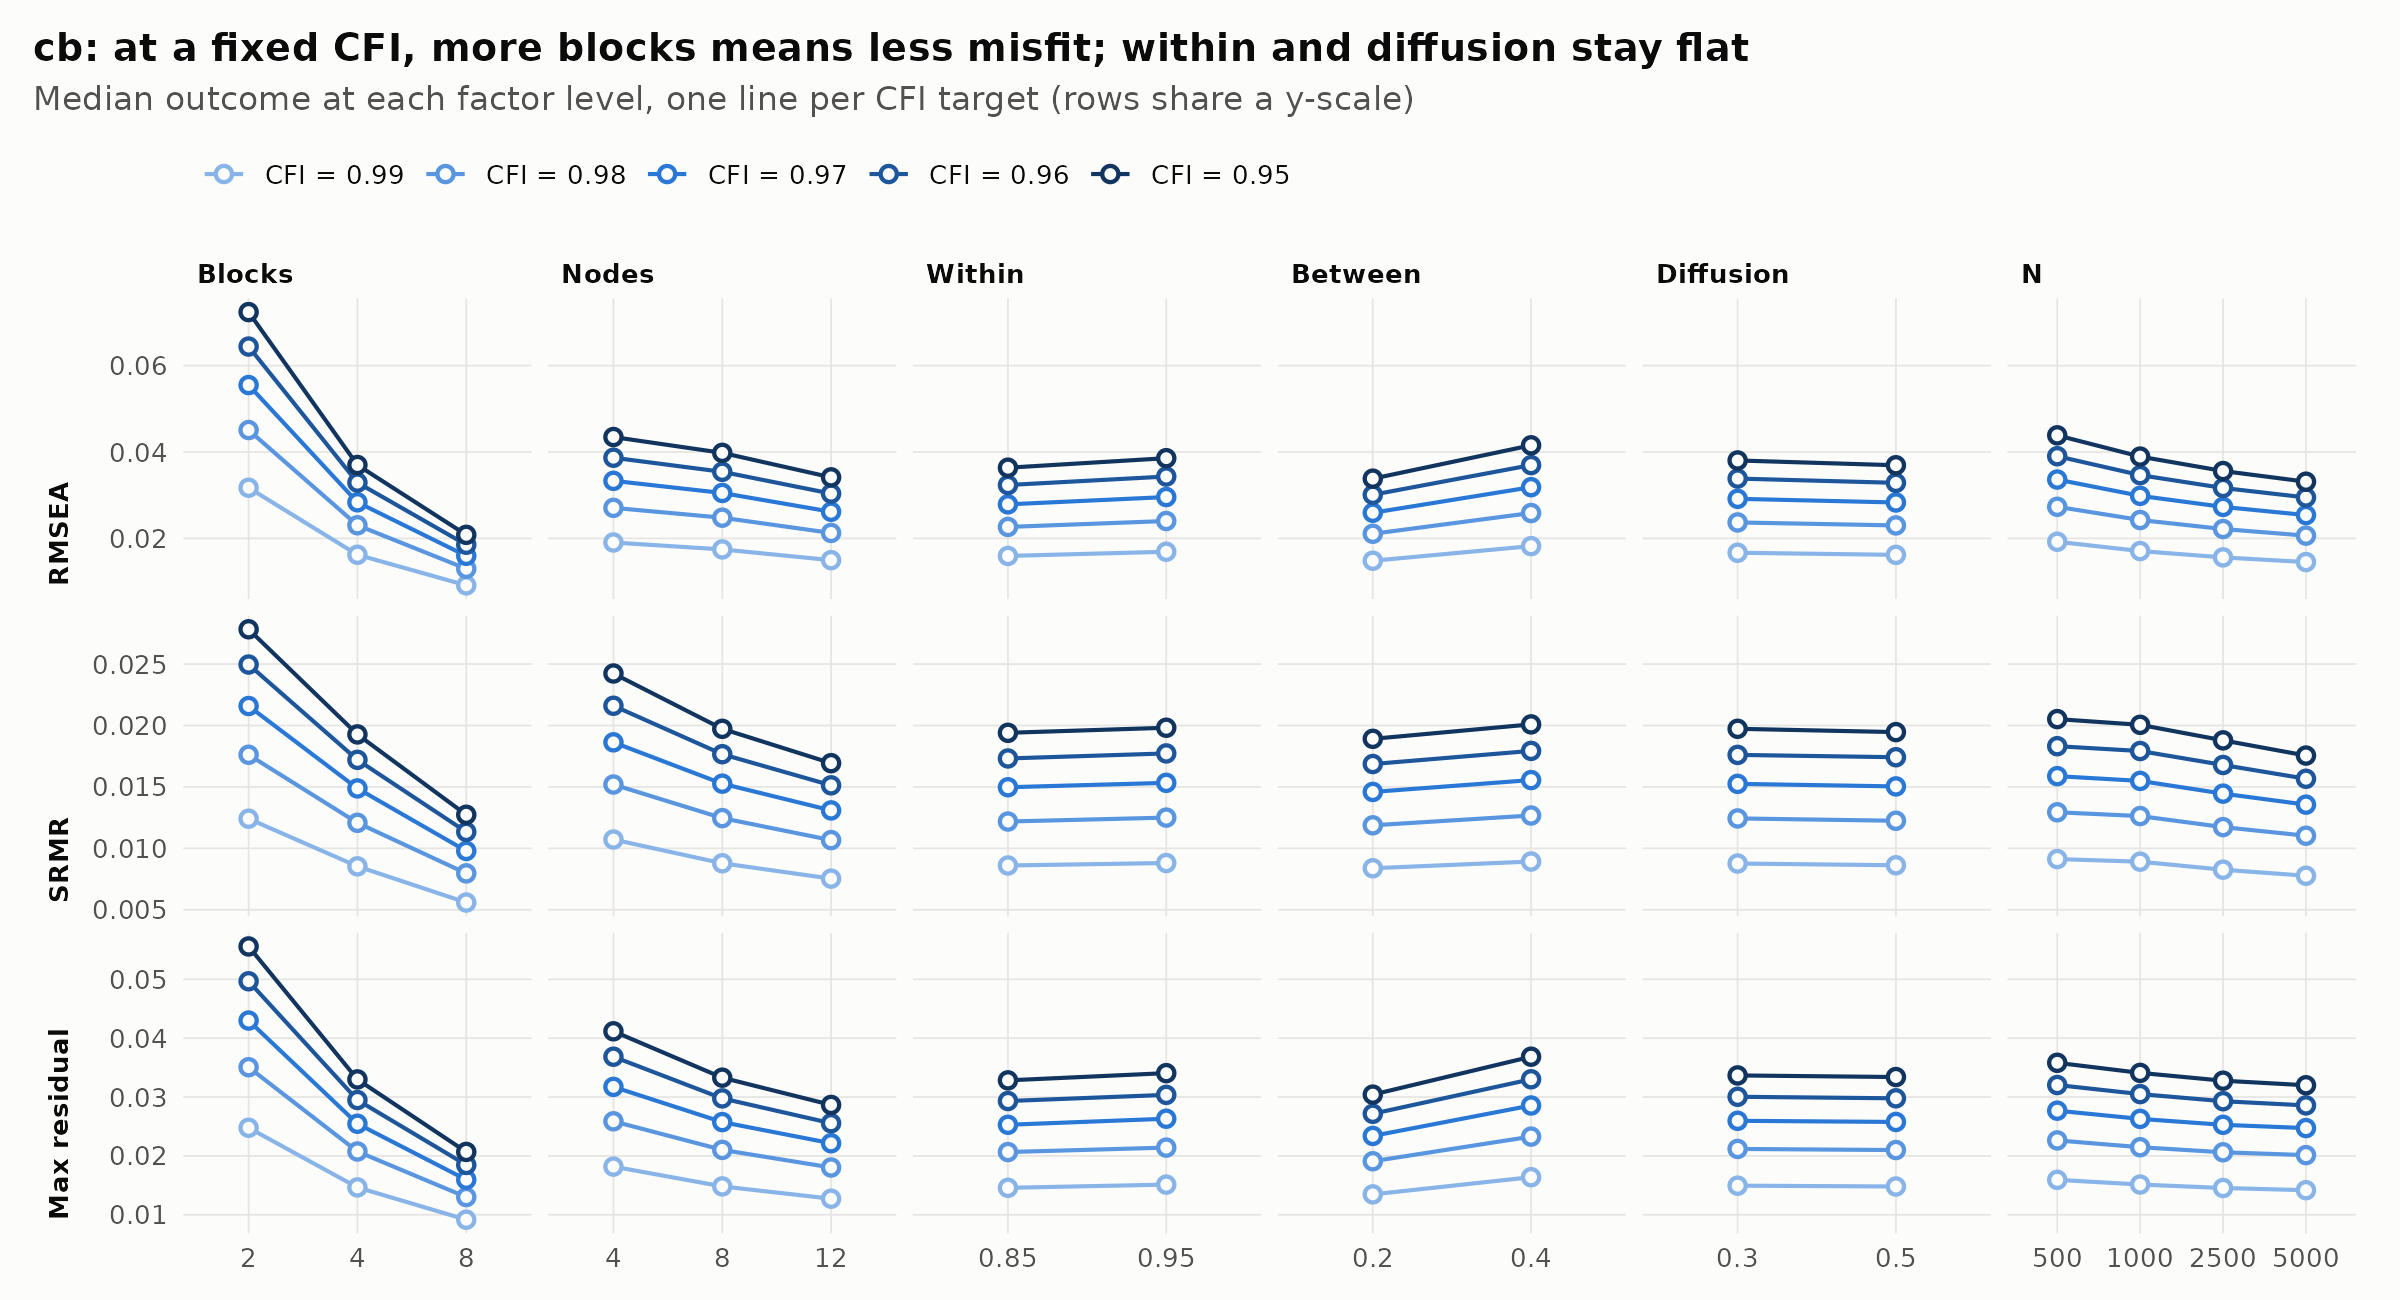 cb: at a fixed CFI, more blocks means less misfit; within and diffusion stay flat
Median outcome at each factor level, one line per CFI target (rows share a y-scale)
CFI = 0.99 CFI = 0.98 CFI = 0.97 CFI = 0.96 CFI = 0.95
Blocks Nodes Within Between Diffusion N
RMSEA
0.06
0.04
0.02
SRMR
0.025
0.020
0.015
0.010
0.005
Max residual
0.05
0.04
0.03
0.02
0.01
2 4 8 4 8 12 0.85 0.95 0.2 0.4 0.3 0.5 500 1000 2500 5000